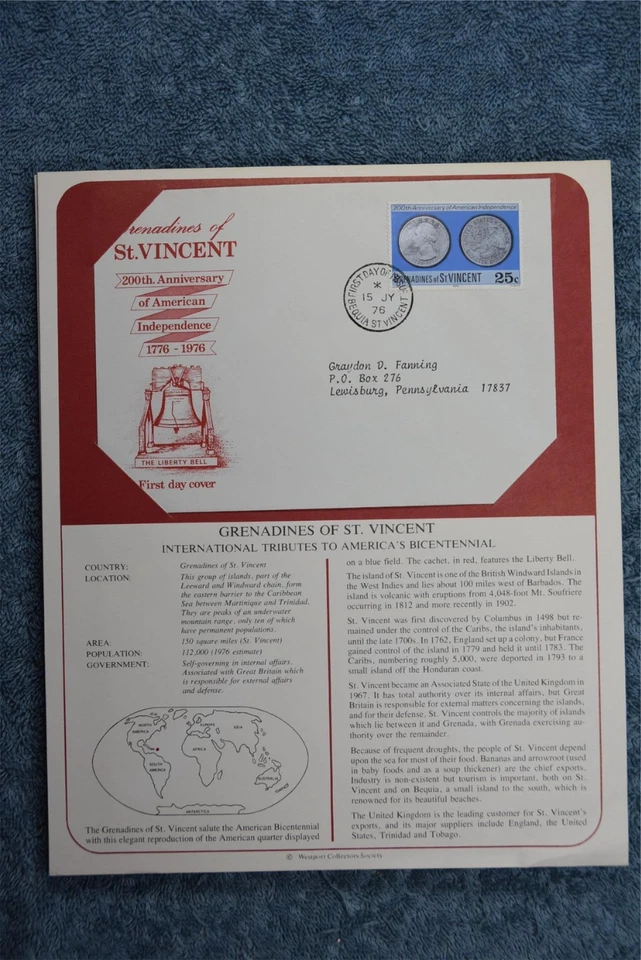 Grenadines of
St. VINCENT
200th. Anniversary
of American
Independence
1776 - 1976
THE LIBERTY BELL
First day cover
200th Anniversary of American Independence
GRENADINES of St VINCENT 25c
FIRST DAY OF ISSUE
*
15 JY
76
BEQUIA ST VINCENT
Graydon D. Fanning
P.O. Box 276
Lewisburg, Pennsylvania 17837
GRENADINES OF ST. VINCENT
INTERNATIONAL TRIBUTES TO AMERICA'S BICENTENNIAL
COUNTRY: Grenadines of St. Vincent
LOCATION: This group of islands, part of the
Leeward and Windward chain, form
the eastern barrier to the Caribbean
Sea between Martinique and Trinidad.
They are peaks of an underwater
mountain range, only ten of which
have permanent populations.
AREA: 150 square miles (St. Vincent)
POPULATION: 112,000 (1976 estimate)
GOVERNMENT: Self-governing in internal affairs,
Associated with Great Britain which
is responsible for external affairs
and defense.
NORTH AMERICA
SOUTH AMERICA
EUROPE
AFRICA
ASIA
AUSTRALIA
ANTARCTICA
The Grenadines of St. Vincent salute the American Bicentennial
with this elegant reproduction of the American quarter displayed
on a blue field. The cachet, in red, features the Liberty Bell.
The island of St. Vincent is one of the British Windward Islands in
the West Indies and lies about 100 miles west of Barbados. The
island is volcanic with eruptions from 4,048-foot Mt. Soufriere
occurring in 1812 and more recently in 1902.
St. Vincent was first discovered by Columbus in 1498 but re-
mained under the control of the Caribs, the island's inhabitants,
until the late 1700s. In 1762, England set up a colony, but France
gained control of the island in 1779 and held it until 1783. The
Caribs, numbering roughly 5,000, were deported in 1793 to a
small island off the Honduran coast.
St. Vincent became an Associated State of the United Kingdom in
1967. It has total authority over its internal affairs, but Great
Britain is responsible for external matters concerning the islands,
and for their defense. St. Vincent controls the majority of islands
which lie between it and Grenada, with Grenada exercising au-
thority over the remainder.
Because of frequent droughts, the people of St. Vincent depend
upon the sea for most of their food. Bananas and arrowroot (used
in baby foods and as a soup thickener) are the chief exports.
Industry is non-existent but tourism is important, both on St.
Vincent and on Bequia, a small island to the south, which is
renowned for its beautiful beaches.
The United Kingdom is the leading customer for St. Vincent's
exports, and its major suppliers include England, the United
States, Trinidad and Tobago.
© Westport Collectors Society